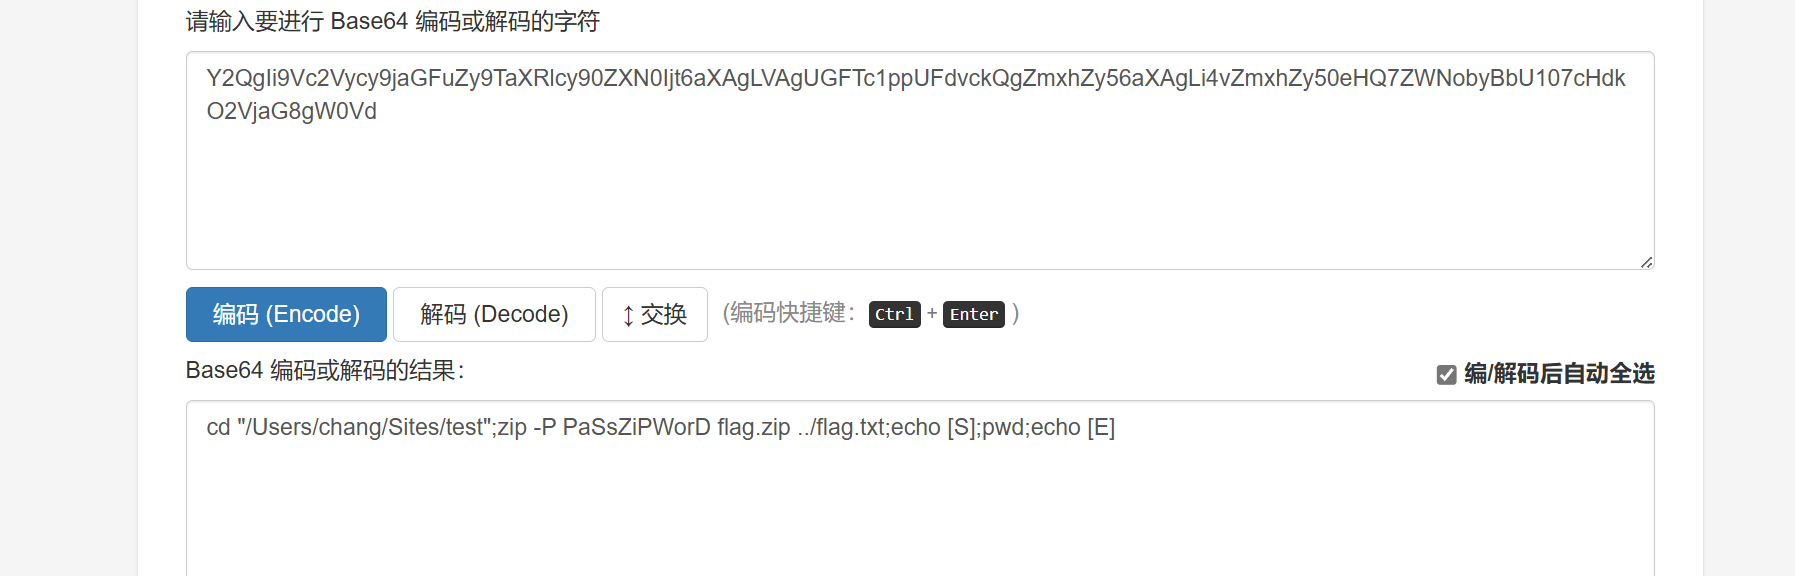 请输入要进行 Base64 编码或解码的字符
Y2QgIi9Vc2Vycy9jaGFuZy9TaXRlcy90ZXN0Ijt6aXAgLVAgUGFTc1ppUFdvckQgZmxhZy56aXAgLi4vZmxhZy50eHQ7ZWNobyBbU107cHdk
O2VjaG8gW0Vd
编码 (Encode)
解码 (Decode)
↕ 交换
(编码快捷键： Ctrl + Enter )
Base64 编码或解码的结果：
编/解码后自动全选
cd "/Users/chang/Sites/test";zip -P PaSsZiPWorD flag.zip ../flag.txt;echo [S];pwd;echo [E]